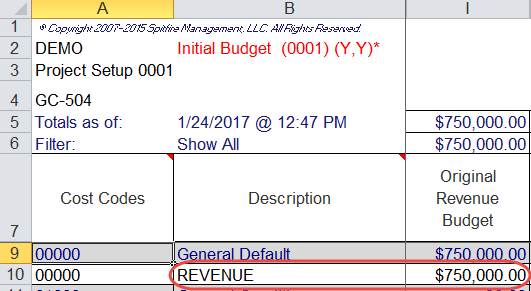 A B I
1 ® Copyright 2007-2015 Spitfire Management, LLC. All Rights Reserved.
2 DEMO Initial Budget (0001) (Y,Y)*
3 Project Setup 0001
4 GC-504
5 Totals as of: 1/24/2017 @ 12:47 PM $750,000.00
6 Filter: Show All $750,000.00
7 Cost Codes Description Original Revenue Budget
9 00000 General Default $750,000.00
10 00000 REVENUE $750,000.00